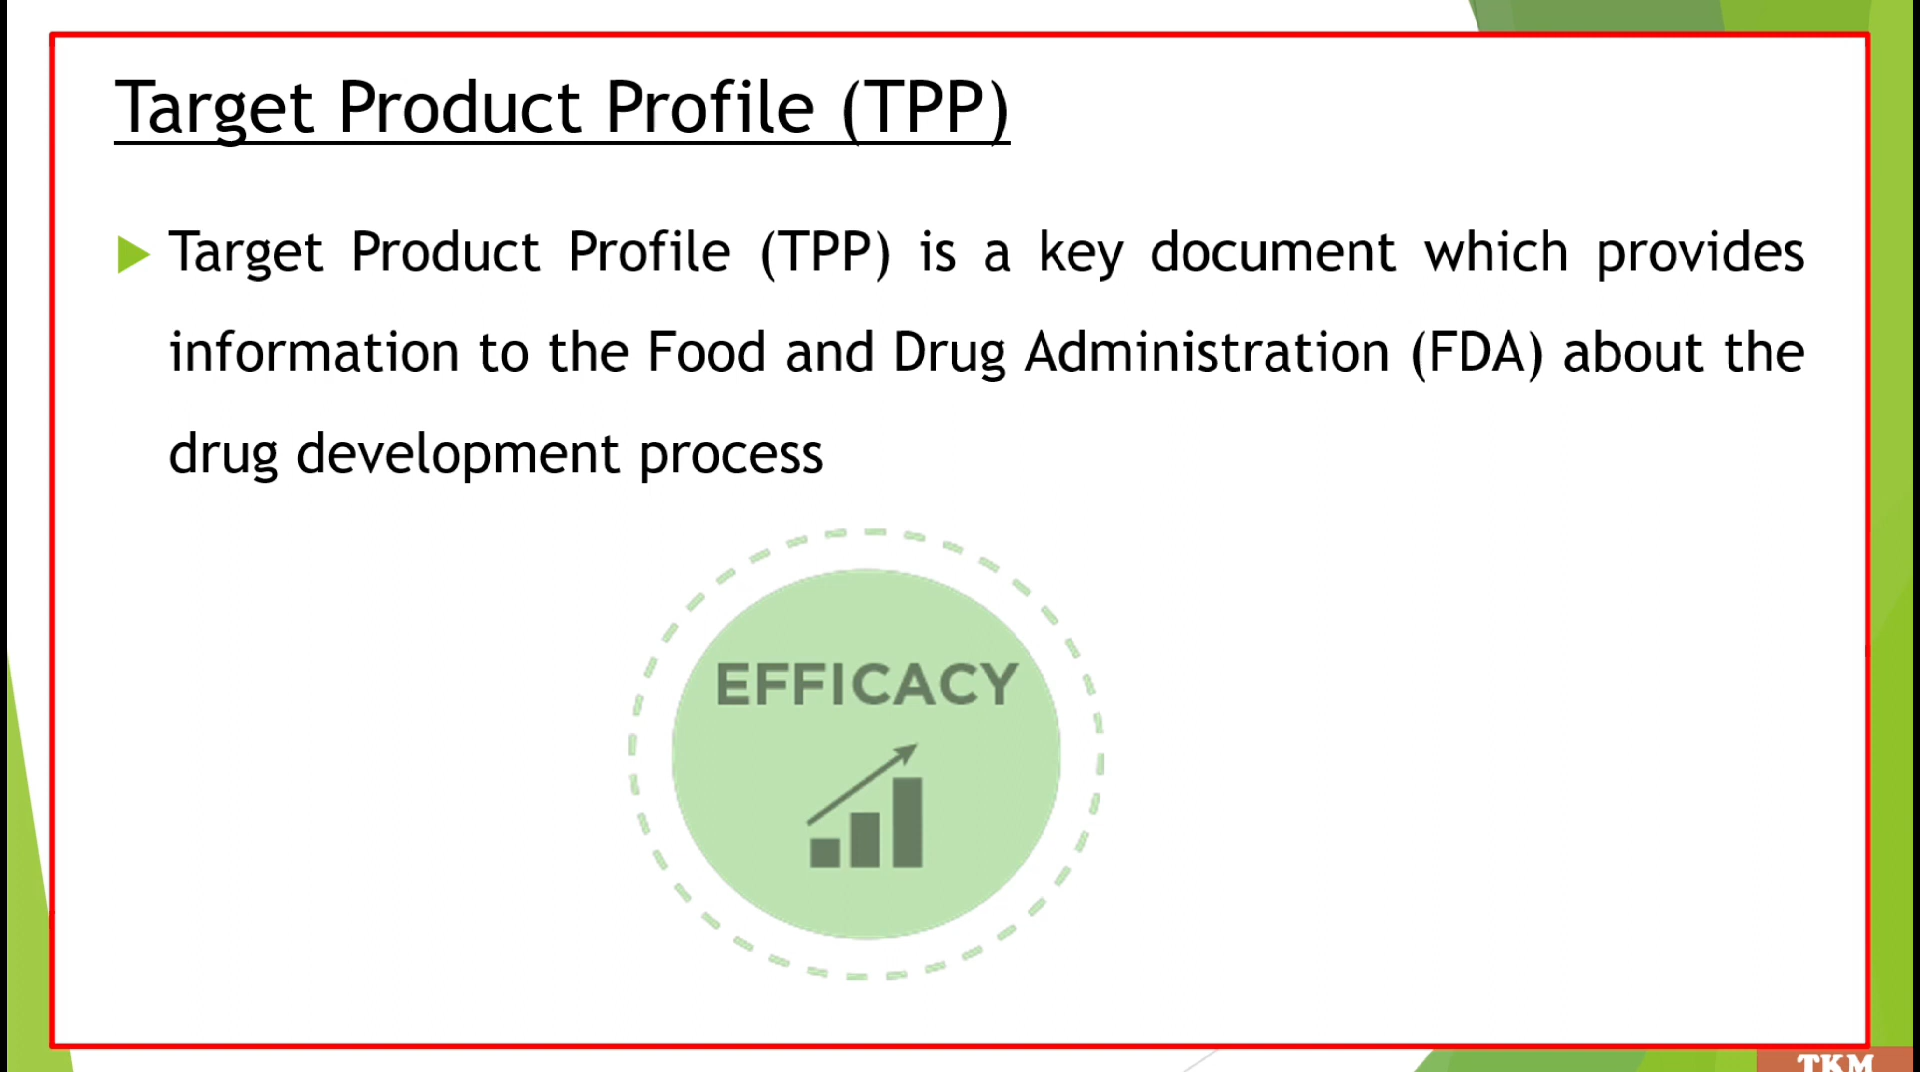 Target Product Profile (TPP)
Target Product Profile (TPP) is a key document which provides
information to the Food and Drug Administration (FDA) about the
drug development process
EFFICACY
TKM